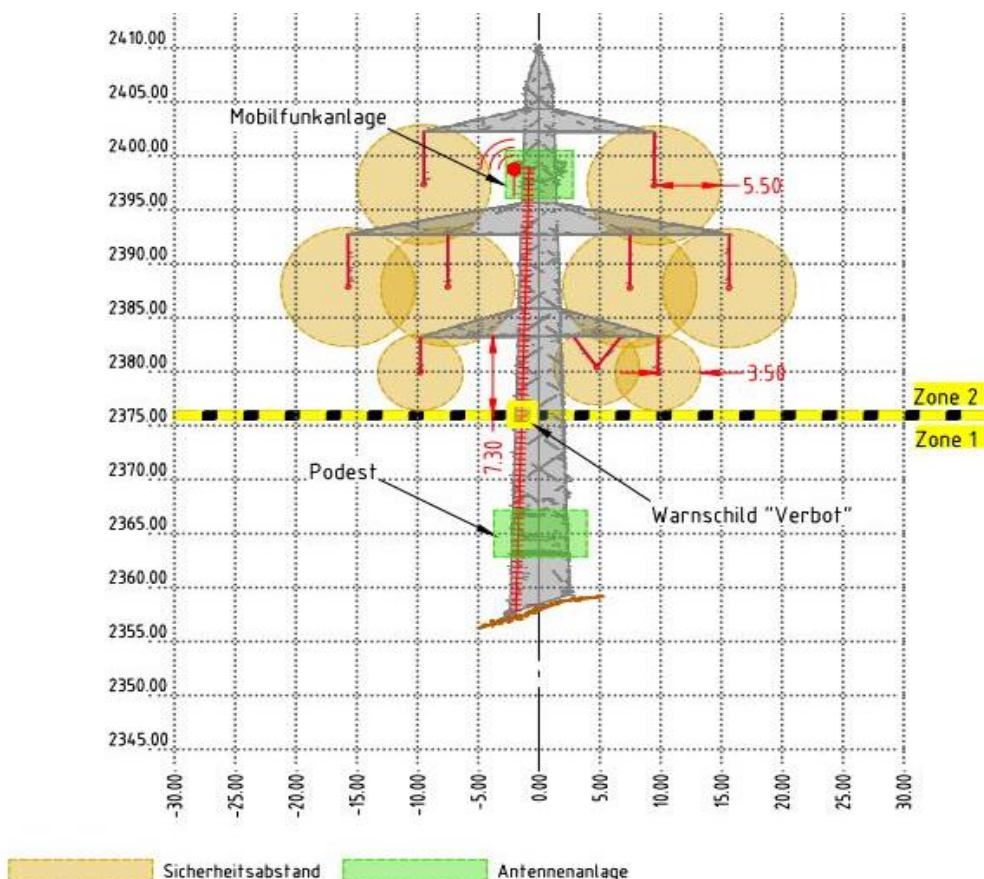 2410.00
2405.00
Mobilfunkanlage
2400.00
5.50
2395.00
2390.00
2385.00
2380.00
3.50
Zone 2
2375.00
Zone 1
7.30
2370.00
Podest
Warnschild "Verbot"
2365.00
2360.00
2355.00
2350.00
2345.00
-30.00 -25.00 -20.00 -15.00 -10.00 -5.00 0.00 5.00 10.00 15.00 20.00 25.00 30.00
Sicherheitsabstand Antennenanlage